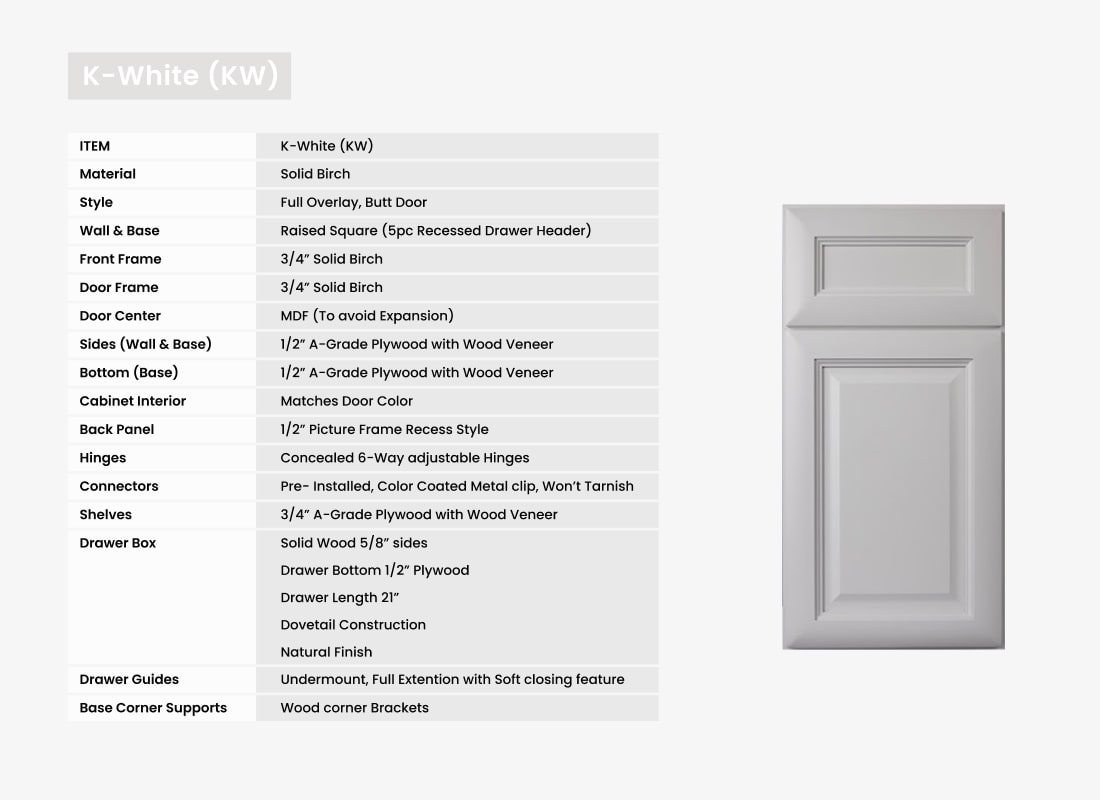 K-White (KW)
ITEM K-White (KW)
Material Solid Birch
Style Full Overlay, Butt Door
Wall & Base Raised Square (5pc Recessed Drawer Header)
Front Frame 3/4” Solid Birch
Door Frame 3/4” Solid Birch
Door Center MDF (To avoid Expansion)
Sides (Wall & Base) 1/2” A-Grade Plywood with Wood Veneer
Bottom (Base) 1/2” A-Grade Plywood with Wood Veneer
Cabinet Interior Matches Door Color
Back Panel 1/2” Picture Frame Recess Style
Hinges Concealed 6-Way adjustable Hinges
Connectors Pre- Installed, Color Coated Metal clip, Won’t Tarnish
Shelves 3/4” A-Grade Plywood with Wood Veneer
Drawer Box Solid Wood 5/8” sides
Drawer Bottom 1/2” Plywood
Drawer Length 21”
Dovetail Construction
Natural Finish
Drawer Guides Undermount, Full Extention with Soft closing feature
Base Corner Supports Wood corner Brackets